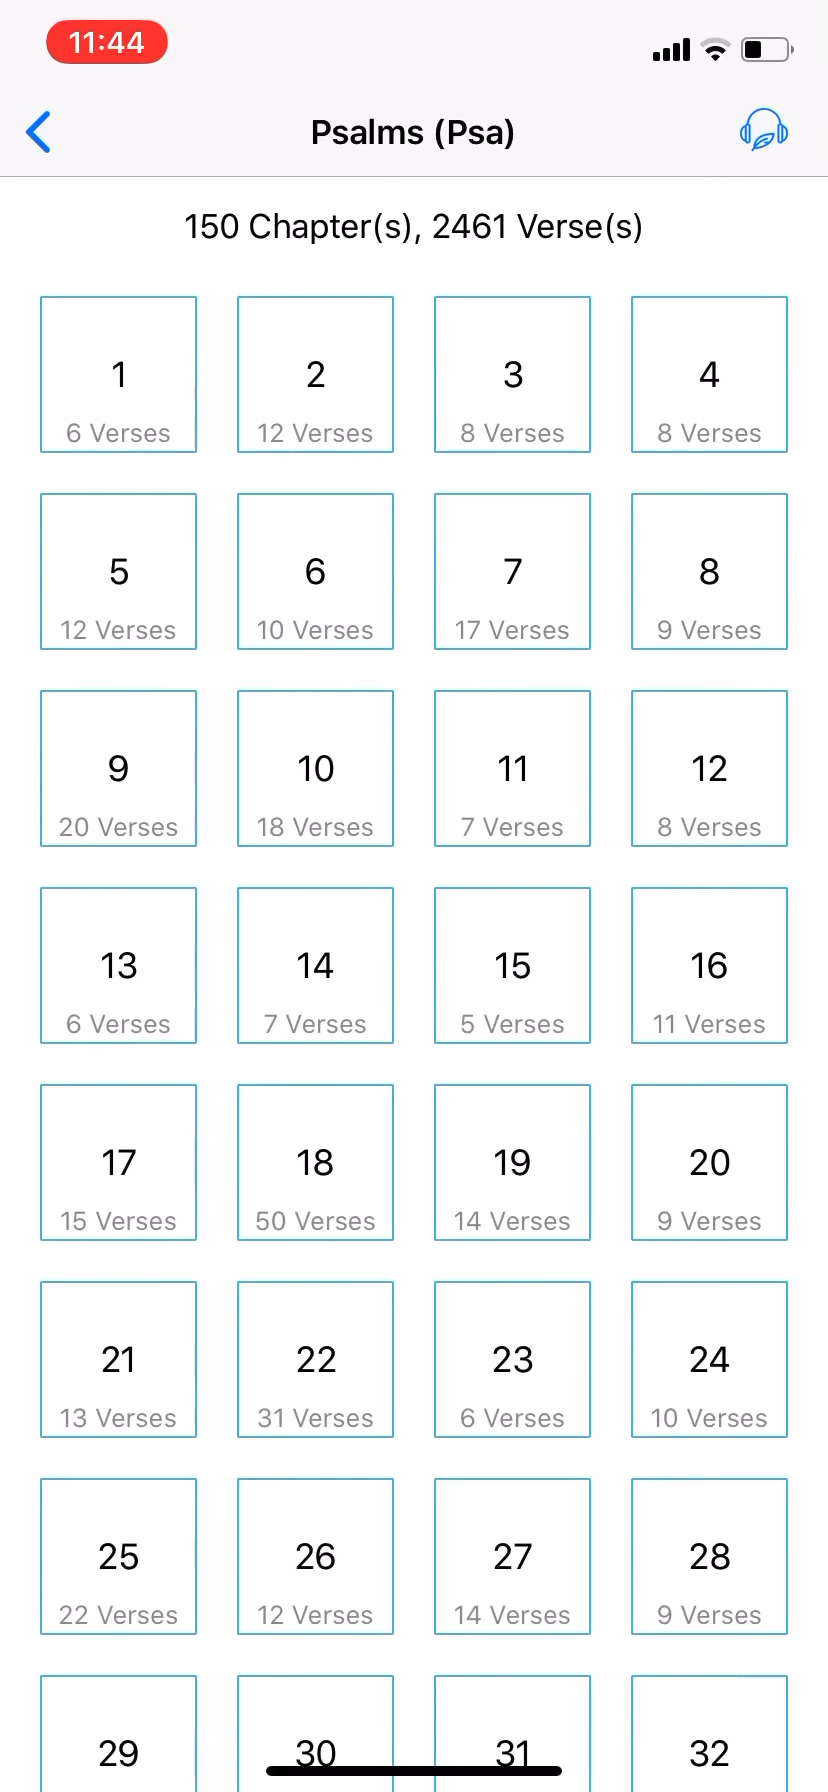 11:44
Psalms (Psa)
150 Chapter(s), 2461 Verse(s)
1 2 3 4
6 Verses 12 Verses 8 Verses 8 Verses
5 6 7 8
12 Verses 10 Verses 17 Verses 9 Verses
9 10 11 12
20 Verses 18 Verses 7 Verses 8 Verses
13 14 15 16
6 Verses 7 Verses 5 Verses 11 Verses
17 18 19 20
15 Verses 50 Verses 14 Verses 9 Verses
21 22 23 24
13 Verses 31 Verses 6 Verses 10 Verses
25 26 27 28
22 Verses 12 Verses 14 Verses 9 Verses
29 30 31 32